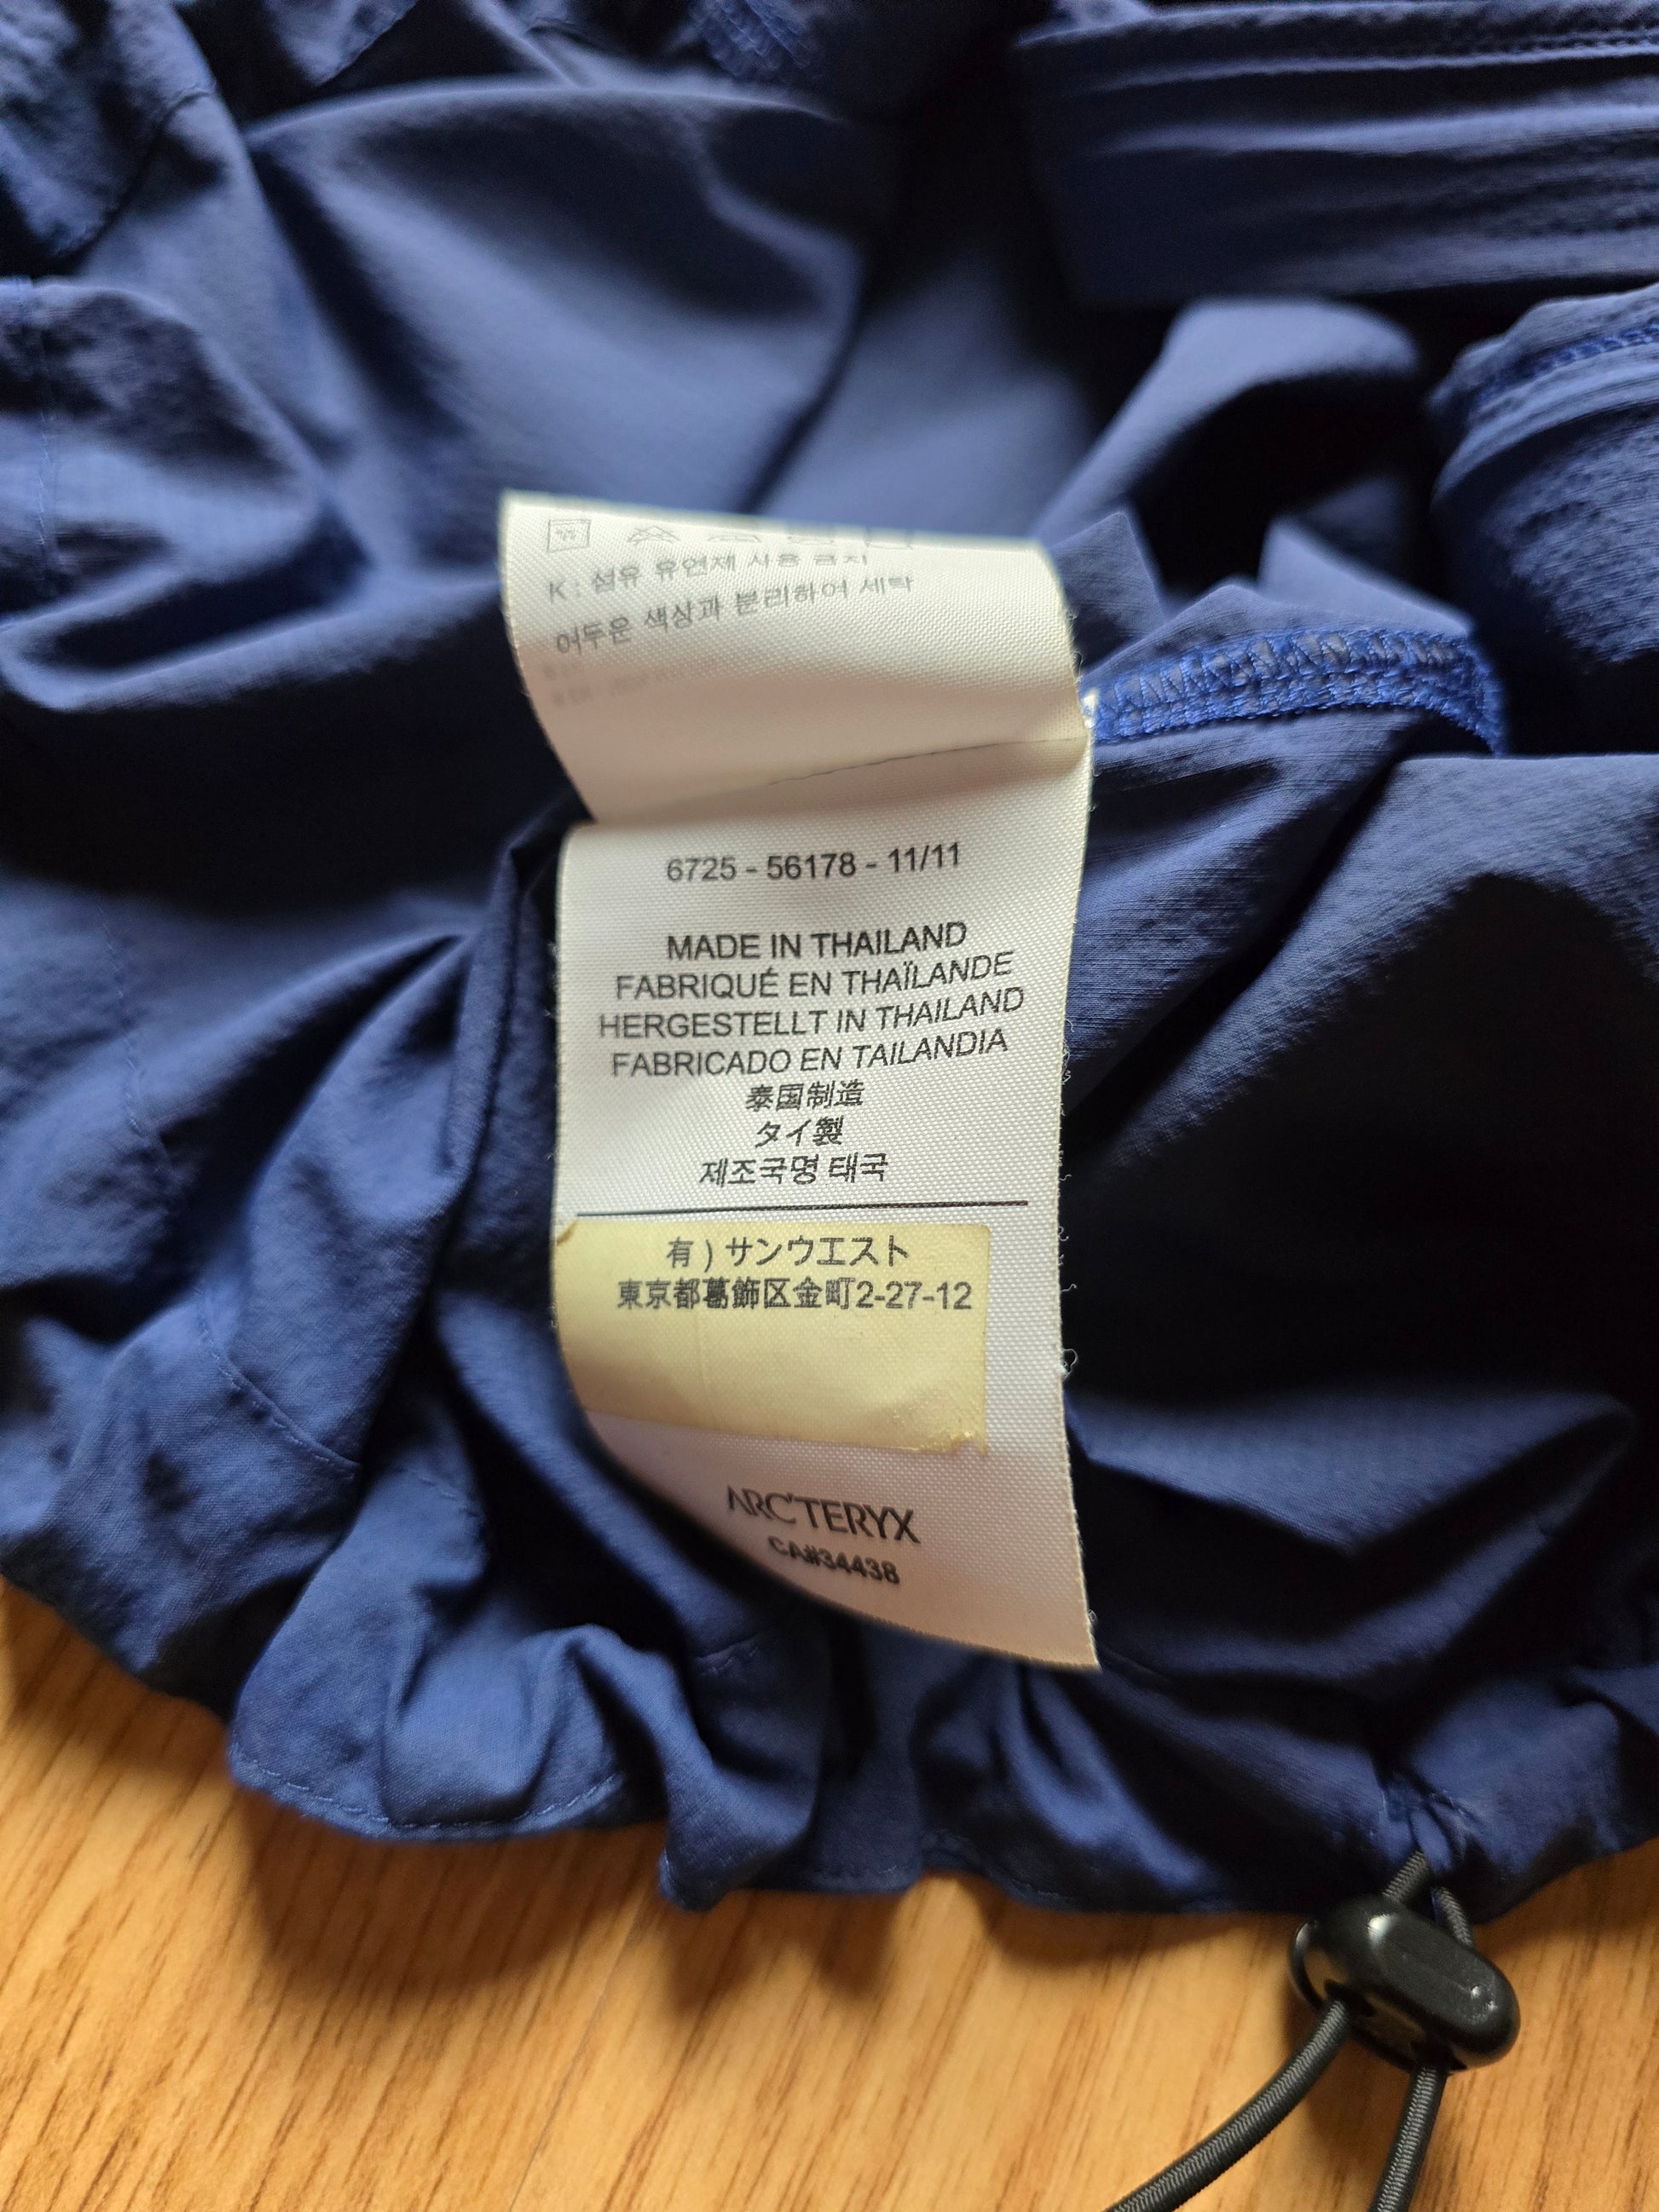 K : 섬유 유연제 사용 금지
어두운 색상과 분리하여 세탁
6725 - 56178 - 11/11
MADE IN THAILAND
FABRIQUÉ EN THAÏLANDE
HERGESTELLT IN THAILAND
FABRICADO EN TAILANDIA
泰国制造
タイ製
제조국명 태국
有）サンウエスト
東京都葛飾区金町2-27-12
ARC'TERYX
CA#34438